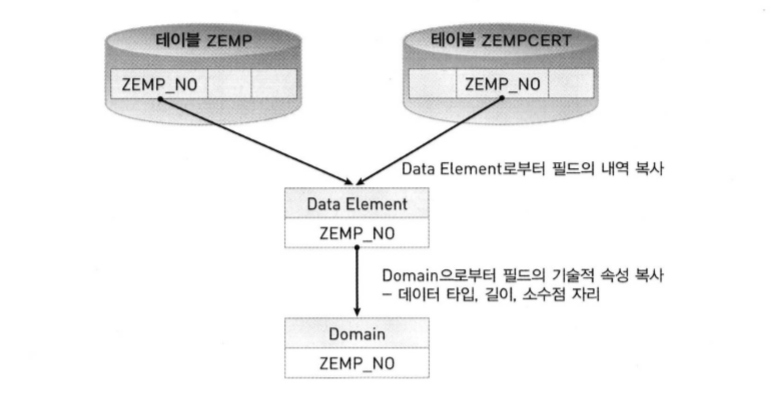 테이블 ZEMP
테이블 ZEMPCERT
ZEMP_NO
ZEMP_NO
Data Element로부터 필드의 내역 복사
Data Element
ZEMP_NO
Domain으로부터 필드의 기술적 속성 복사
– 데이터 타입, 길이, 소수점 자리
Domain
ZEMP_NO